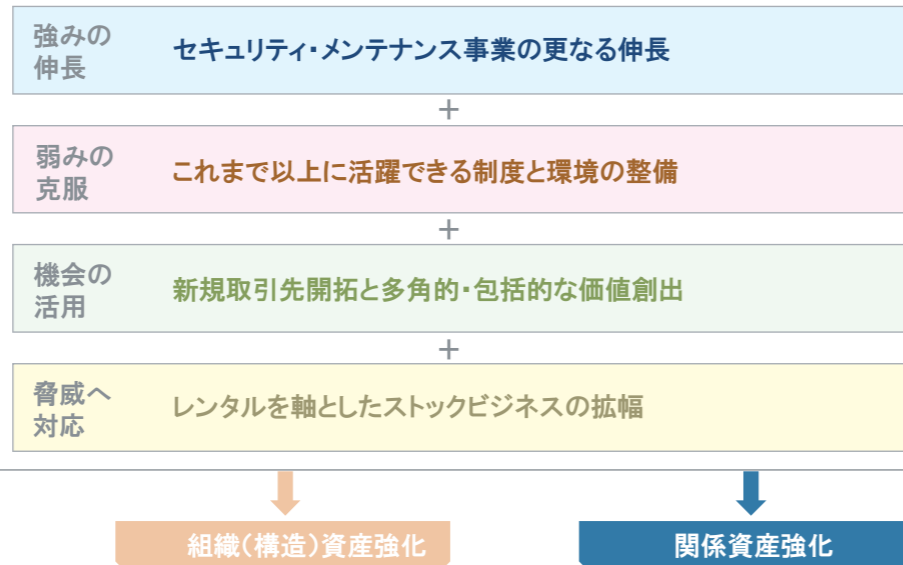 強みの
伸長
セキュリティ・メンテナンス事業の更なる伸長
+
弱みの
克服
これまで以上に活躍できる制度と環境の整備
+
機会の
活用
新規取引先開拓と多角的・包括的な価値創出
+
脅威へ
対応
レンタルを軸としたストックビジネスの拡幅
組織(構造)資産強化
関係資産強化